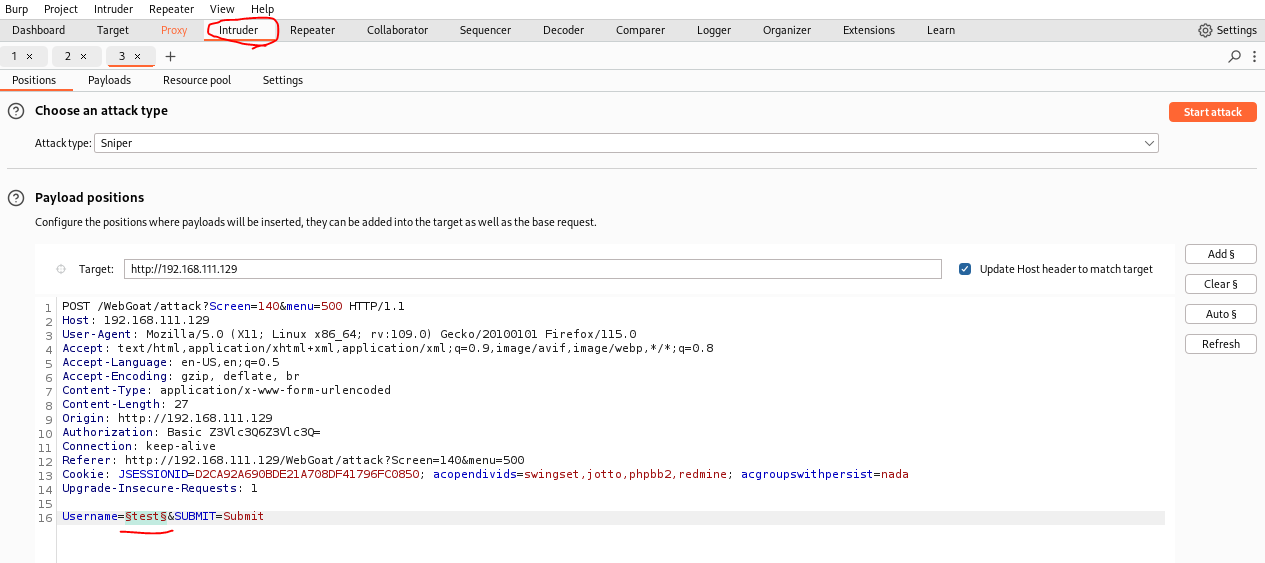 Burp Project Intruder Repeater View Help
Dashboard Target Proxy Intruder Repeater Collaborator Sequencer Decoder Comparer Logger Organizer Extensions Learn Settings
1 × 2 × 3 × +
Positions Payloads Resource pool Settings
? Choose an attack type Start attack
Attack type: Sniper
? Payload positions
Configure the positions where payloads will be inserted, they can be added into the target as well as the base request.
Target: http://192.168.111.129 Update Host header to match target Add §
Clear §
Auto §
Refresh
1 POST /WebGoat/attack?Screen=140&menu=500 HTTP/1.1
2 Host: 192.168.111.129
3 User-Agent: Mozilla/5.0 (X11; Linux x86_64; rv:109.0) Gecko/20100101 Firefox/115.0
4 Accept: text/html,application/xhtml+xml,application/xml;q=0.9,image/avif,image/webp,*/*;q=0.8
5 Accept-Language: en-US,en;q=0.5
6 Accept-Encoding: gzip, deflate, br
7 Content-Type: application/x-www-form-urlencoded
8 Content-Length: 27
9 Origin: http://192.168.111.129
10 Authorization: Basic Z3Vlc3Q6Z3Vlc3Q=
11 Connection: keep-alive
12 Referer: http://192.168.111.129/WebGoat/attack?Screen=140&menu=500
13 Cookie: JSESSIONID=D2CA92A690BDE21A708DF41796FC0850; acopendivids=swingset,jotto,phpbb2,redmine; acgroupswithpersist=nada
14 Upgrade-Insecure-Requests: 1
15
16 Username=§test§&SUBMIT=Submit